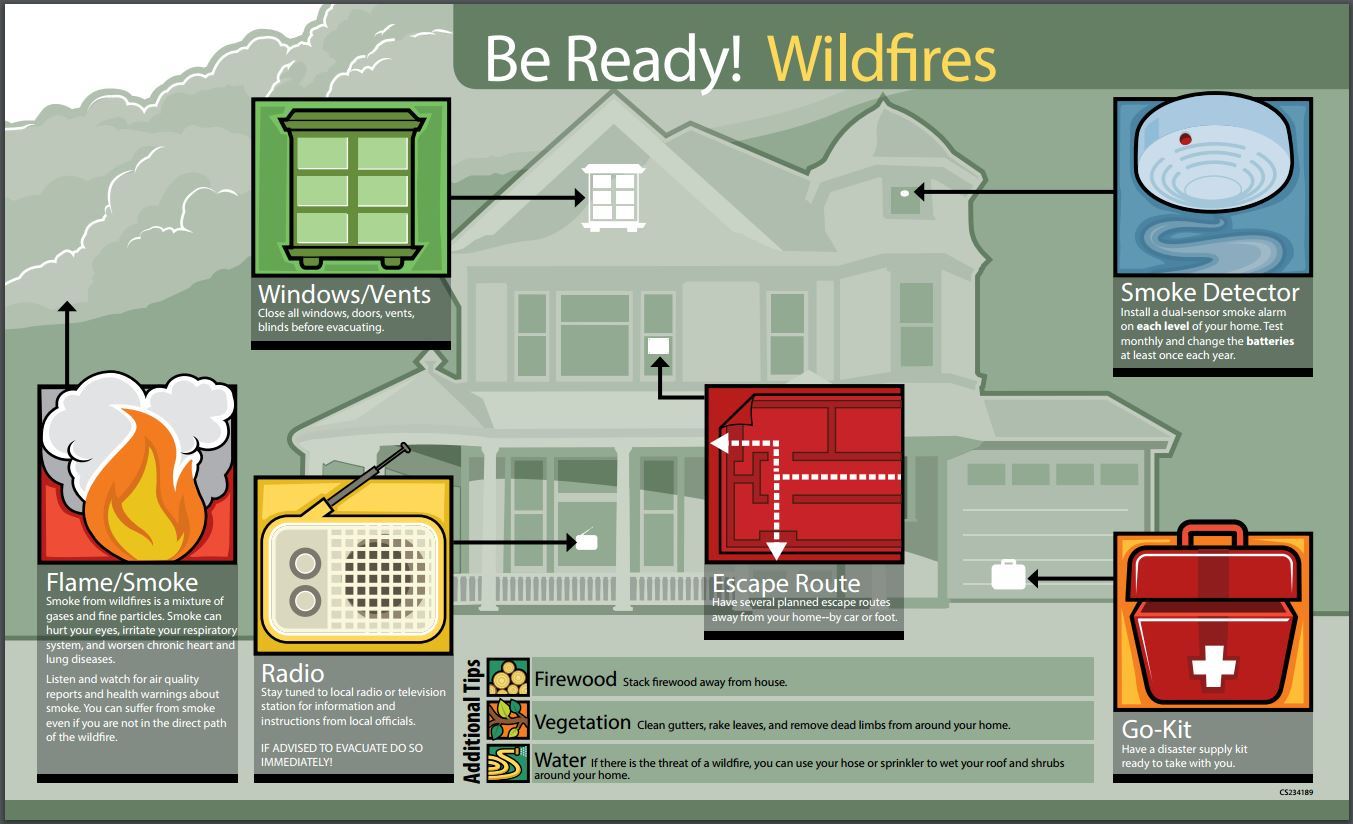 Be Ready! Wildfires
Windows/Vents
Close all windows, doors, vents,
blinds before evacuating.
Smoke Detector
Install a dual-sensor smoke alarm
on each level of your home. Test
monthly and change the batteries
at least once each year.
Flame/Smoke
Smoke from wildfires is a mixture of
gases and fine particles. Smoke can
hurt your eyes, irritate your respiratory
system, and worsen chronic heart and
lung diseases.
Listen and watch for air quality
reports and health warnings about
smoke. You can suffer from smoke
even if you are not in the direct path
of the wildfire.
Radio
Stay tuned to local radio or television
station for information and
instructions from local officials.
IF ADVISED TO EVACUATE DO SO
IMMEDIATELY!
Escape Route
Have several planned escape routes
away from your home--by car or foot.
Additional Tips
Firewood Stack firewood away from house.
Vegetation Clean gutters, rake leaves, and remove dead limbs from around your home.
Water If there is the threat of a wildfire, you can use your hose or sprinkler to wet your roof and shrubs
around your home.
Go-Kit
Have a disaster supply kit
ready to take with you.
CS234189